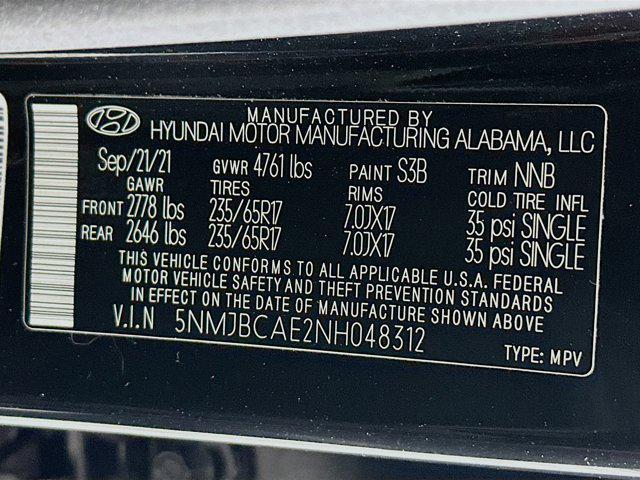 MANUFACTURED BY
HYUNDAI MOTOR MANUFACTURING ALABAMA, LLC
Sep/21/21 GVWR 4761 lbs PAINT S3B TRIM NNB
GAWR TIRES RIMS COLD TIRE INFL
FRONT 2778 lbs 235/65R17 7.0JX17 35 psi SINGLE
REAR 2646 lbs 235/65R17 7.0JX17 35 psi SINGLE
THIS VEHICLE CONFORMS TO ALL APPLICABLE U.S.A. FEDERAL
MOTOR VEHICLE SAFETY AND THEFT PREVENTION STANDARDS
IN EFFECT ON THE DATE OF MANUFACTURE SHOWN ABOVE
V.I.N 5NMJBCAE2NH048312
TYPE: MPV